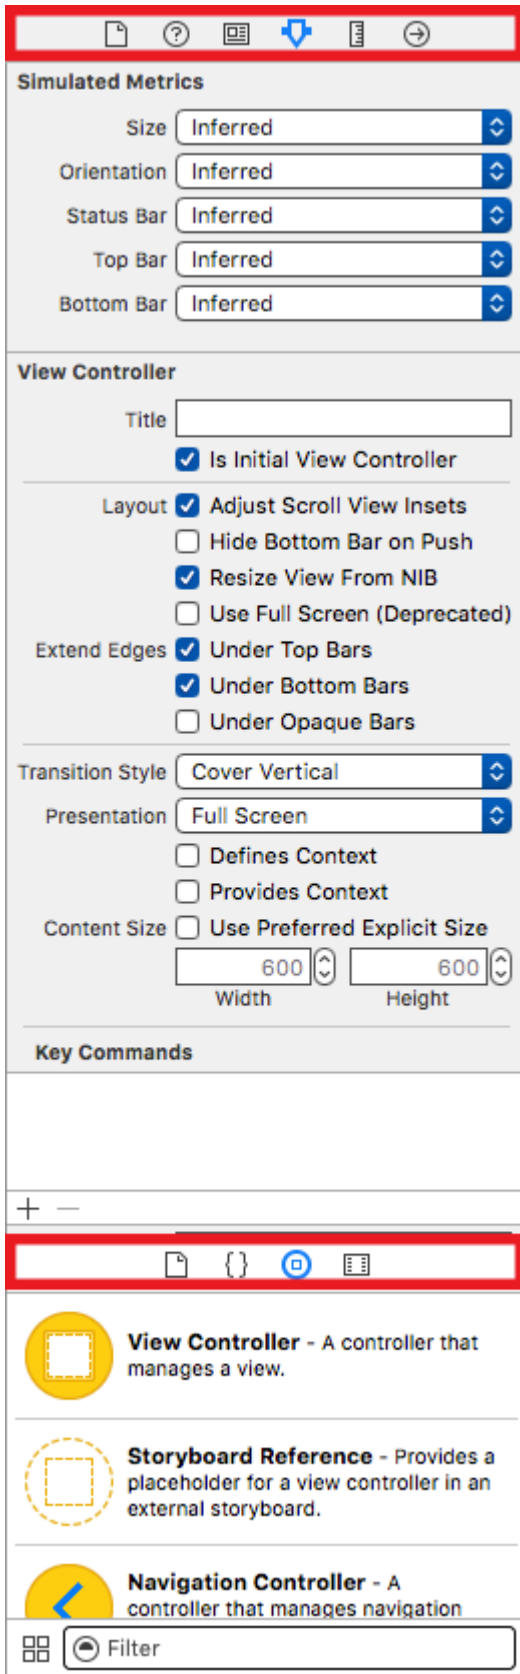 Simulated Metrics
Size Inferred
Orientation Inferred
Status Bar Inferred
Top Bar Inferred
Bottom Bar Inferred
View Controller
Title
Is Initial View Controller
Layout Adjust Scroll View Insets
Hide Bottom Bar on Push
Resize View From NIB
Use Full Screen (Deprecated)
Extend Edges Under Top Bars
Under Bottom Bars
Under Opaque Bars
Transition Style Cover Vertical
Presentation Full Screen
Defines Context
Provides Context
Content Size Use Preferred Explicit Size
600 600
Width Height
Key Commands
View Controller - A controller that
manages a view.
Storyboard Reference - Provides a
placeholder for a view controller in an
external storyboard.
Navigation Controller - A
controller that manages navigation
Filter